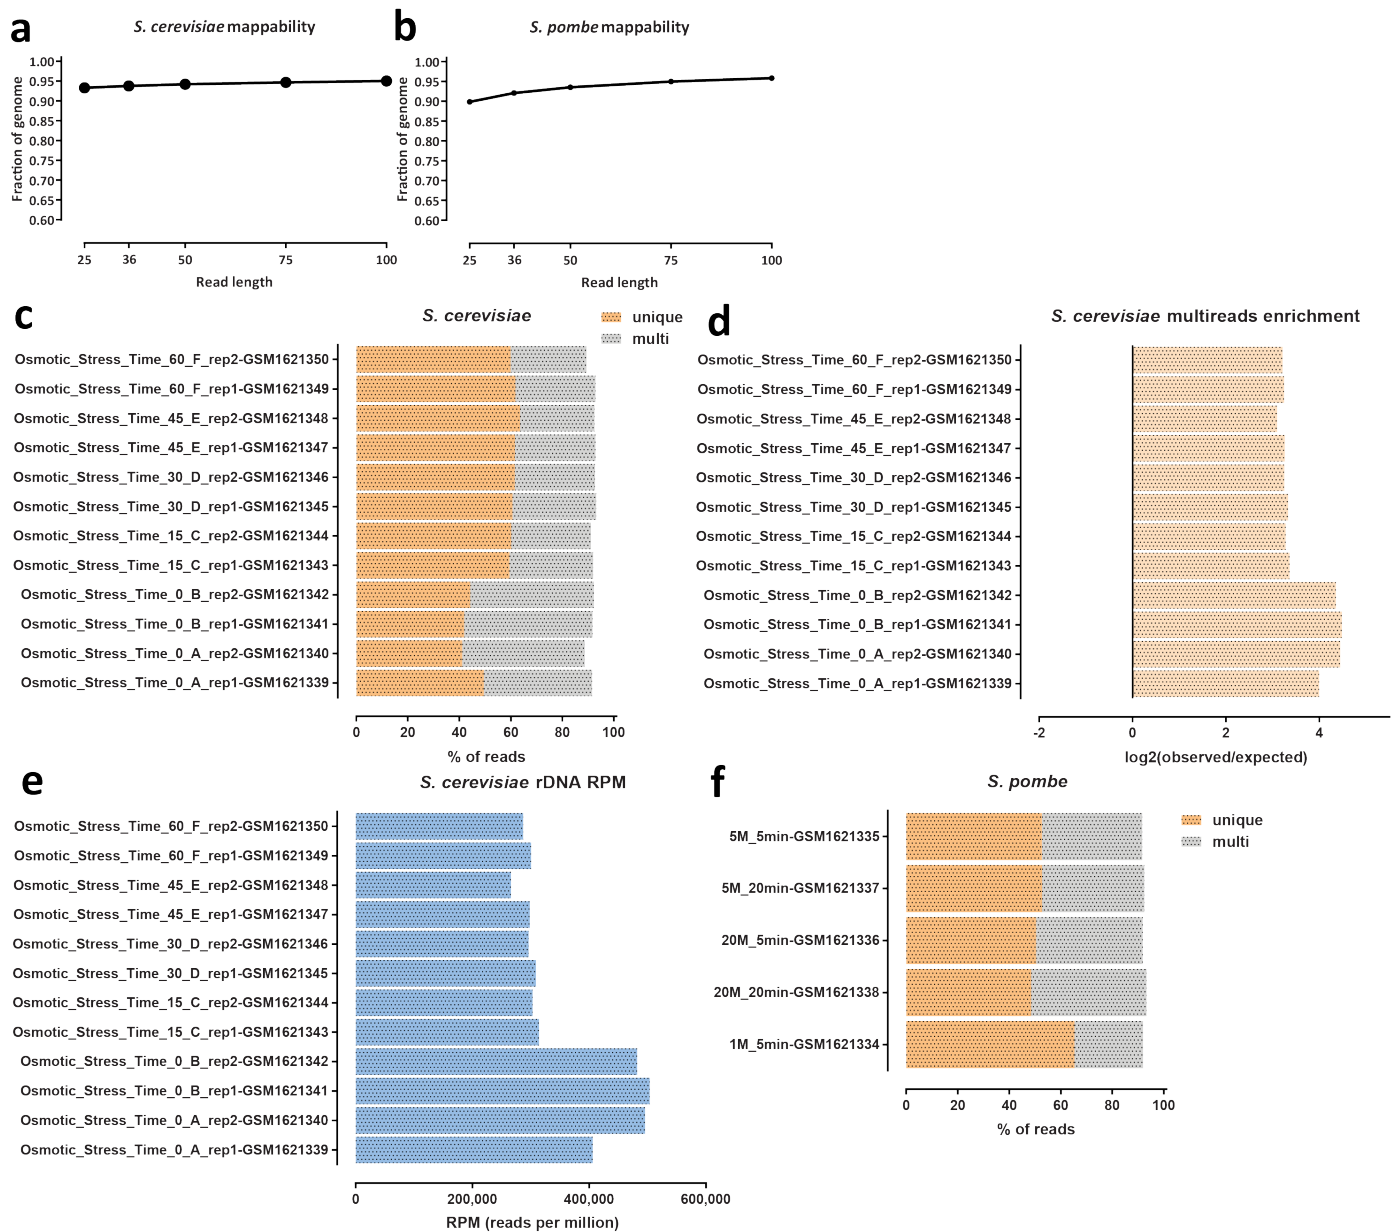 a
S. cerevisiae mappability
Fraction of genome
1.00
0.95
0.90
0.85
0.80
0.75
0.70
0.65
0.60
25 36 50 75 100
Read length
b
S. pombe mappability
Fraction of genome
1.00
0.95
0.90
0.85
0.80
0.75
0.70
0.65
0.60
25 36 50 75 100
Read length
c
S. cerevisiae
unique
multi
Osmotic_Stress_Time_60_F_rep2-GSM1621350
Osmotic_Stress_Time_60_F_rep1-GSM1621349
Osmotic_Stress_Time_45_E_rep2-GSM1621348
Osmotic_Stress_Time_45_E_rep1-GSM1621347
Osmotic_Stress_Time_30_D_rep2-GSM1621346
Osmotic_Stress_Time_30_D_rep1-GSM1621345
Osmotic_Stress_Time_15_C_rep2-GSM1621344
Osmotic_Stress_Time_15_C_rep1-GSM1621343
Osmotic_Stress_Time_0_B_rep2-GSM1621342
Osmotic_Stress_Time_0_B_rep1-GSM1621341
Osmotic_Stress_Time_0_A_rep2-GSM1621340
Osmotic_Stress_Time_0_A_rep1-GSM1621339
0 20 40 60 80 100
% of reads
d
S. cerevisiae multireads enrichment
Osmotic_Stress_Time_60_F_rep2-GSM1621350
Osmotic_Stress_Time_60_F_rep1-GSM1621349
Osmotic_Stress_Time_45_E_rep2-GSM1621348
Osmotic_Stress_Time_45_E_rep1-GSM1621347
Osmotic_Stress_Time_30_D_rep2-GSM1621346
Osmotic_Stress_Time_30_D_rep1-GSM1621345
Osmotic_Stress_Time_15_C_rep2-GSM1621344
Osmotic_Stress_Time_15_C_rep1-GSM1621343
Osmotic_Stress_Time_0_B_rep2-GSM1621342
Osmotic_Stress_Time_0_B_rep1-GSM1621341
Osmotic_Stress_Time_0_A_rep2-GSM1621340
Osmotic_Stress_Time_0_A_rep1-GSM1621339
-2 0 2 4
log2(observed/expected)
e
S. cerevisiae rDNA RPM
Osmotic_Stress_Time_60_F_rep2-GSM1621350
Osmotic_Stress_Time_60_F_rep1-GSM1621349
Osmotic_Stress_Time_45_E_rep2-GSM1621348
Osmotic_Stress_Time_45_E_rep1-GSM1621347
Osmotic_Stress_Time_30_D_rep2-GSM1621346
Osmotic_Stress_Time_30_D_rep1-GSM1621345
Osmotic_Stress_Time_15_C_rep2-GSM1621344
Osmotic_Stress_Time_15_C_rep1-GSM1621343
Osmotic_Stress_Time_0_B_rep2-GSM1621342
Osmotic_Stress_Time_0_B_rep1-GSM1621341
Osmotic_Stress_Time_0_A_rep2-GSM1621340
Osmotic_Stress_Time_0_A_rep1-GSM1621339
0 200,000 400,000 600,000
RPM (reads per million)
f
S. pombe
unique
multi
5M_5min-GSM1621335
5M_20min-GSM1621337
20M_5min-GSM1621336
20M_20min-GSM1621338
1M_5min-GSM1621334
0 20 40 60 80 100
% of reads